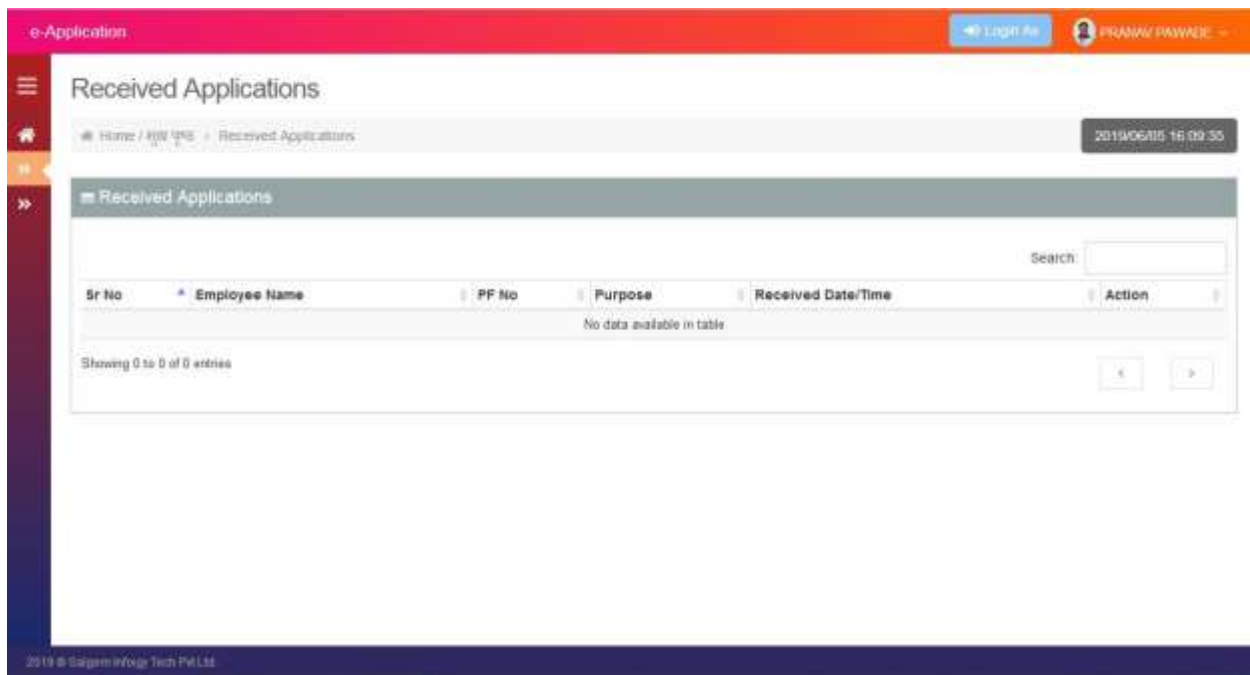 e-Application
Login As
PRANAV PAWADE
Received Applications
Home / मुख्य पृष्ठ Received Applications
2019/06/05 16:09:35
Received Applications
Search:
Sr No Employee Name PF No Purpose Received Date/Time Action
No data available in table
Showing 0 to 0 of 0 entries
< >
2019 © Infoigy Tech Pvt Ltd.